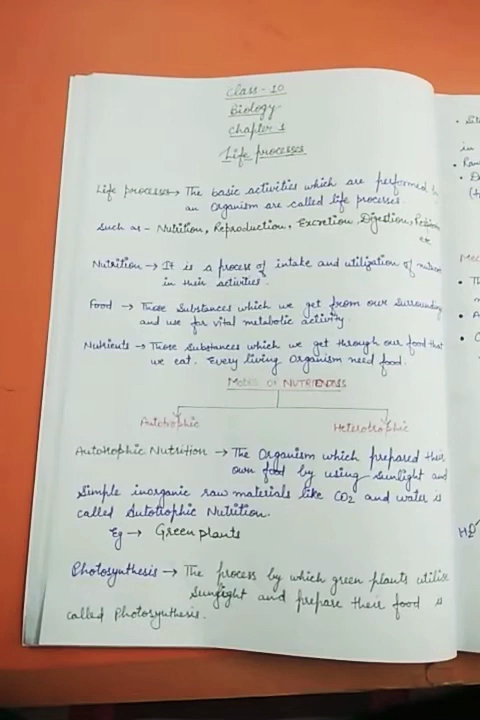 Class - 10
Biology
Chapter 1
Life processes
Life processes → The basic activities which are performed
an Organism are called life processes
such as - Nutrition, Reproduction, Excretion, Digestion,
etc
Nutrition → It is a process of intake and utilization of
in their activities.
Food → Those Substances which we get from our surrounding
and use for vital metabolic activity.
Nutrients → Those substances which we get through our food that
we eat. Every living Organism need food.
MODES OF
Autotrophic Heterotrophic
Autotrophic Nutrition → The Organism which prepared their
own food by using sunlight and
Simple inorganic raw materials like CO2 and water is
called Autotrophic Nutrition.
Eg → Green plants
Photosynthesis → The process by which green plants utilise
sunlight and prepare their food is
called Photosynthesis.
in